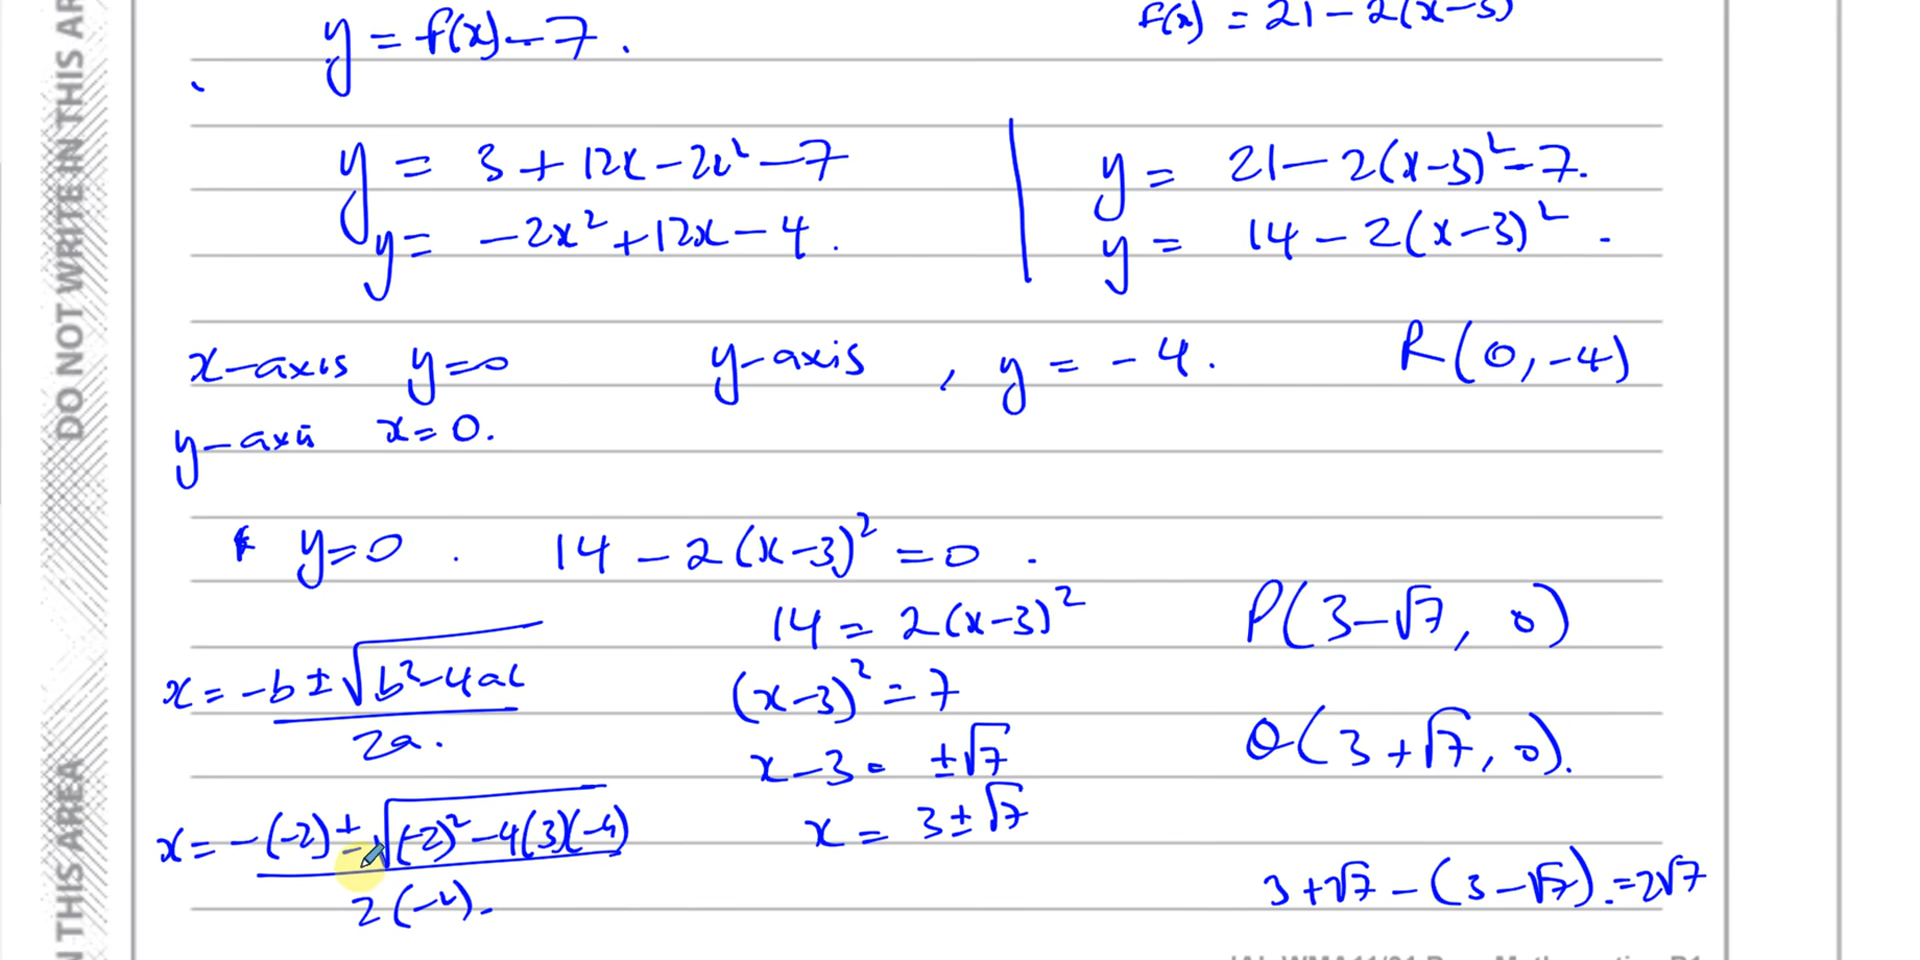 y = f(x) - 7 .
f(x) = 21 - 2(x-3)
y = 3 + 12x - 2x² - 7
y = -2x² + 12x - 4 .
y = 21 - 2(x-3)² - 7.
y = 14 - 2(x-3)² .
x-axis y=0
y-axis , y = -4 .
R(0, -4)
y-axis x=0.
y=0 . 14 - 2(x-3)² = 0 .
14 = 2(x-3)²
(x-3)² = 7
x-3 = ±√7
x = 3±√7
x = -b ± √b²-4ac
2a.
x = -(-2) ± √(-2)² - 4(3)(-4)
P(3-√7, 0)
Q(3+√7, 0).
3+√7 - (3-√7) = 2√7
DO NOT WRITE IN THIS AR
N THIS AREA